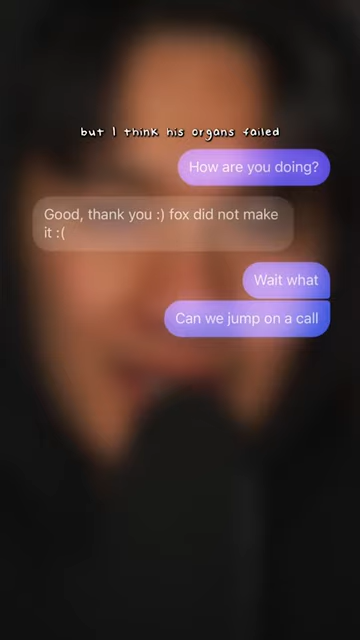 but I think his organs failed
How are you doing?
Good, thank you :) fox did not make
it :(
Wait what
Can we jump on a call